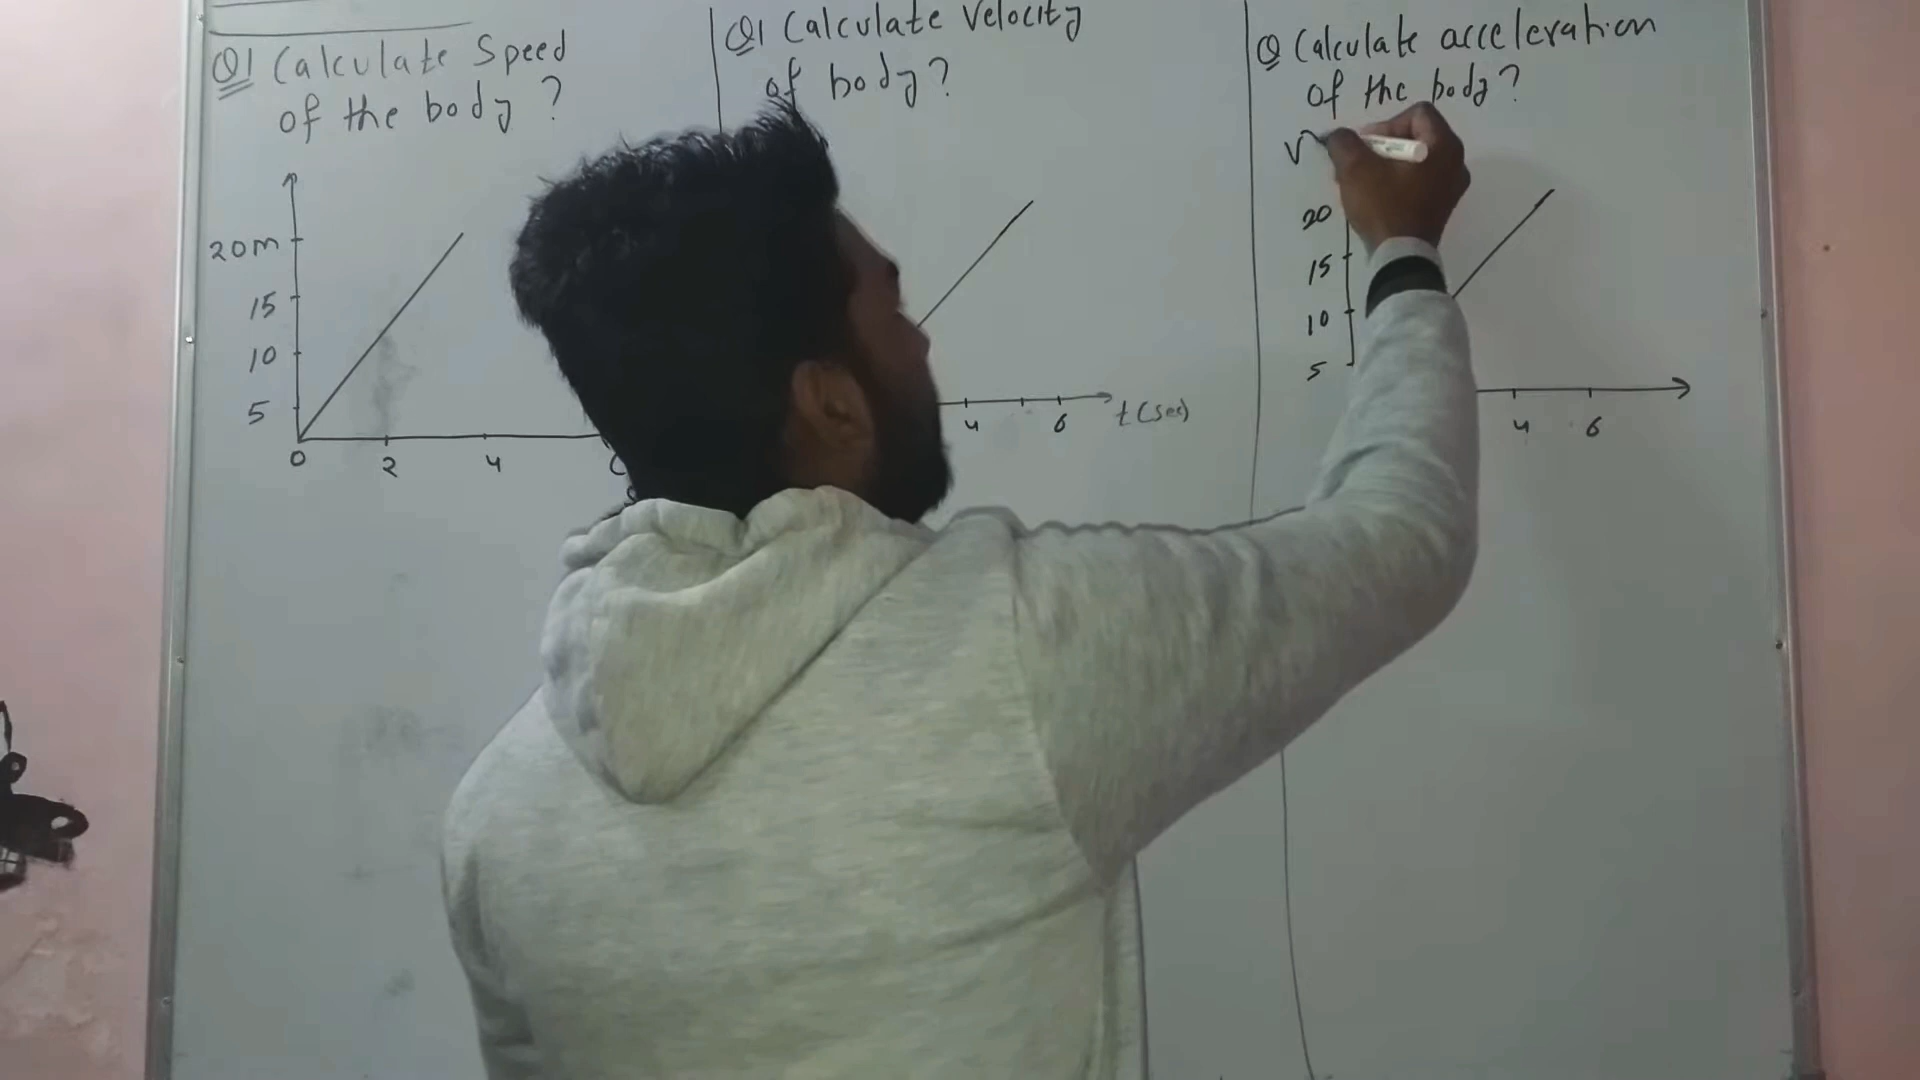 Q1 Calculate Speed
of the body ?
20m
15
10
5
0 2 4
Q1 Calculate Velocity
of body ?
4 6 t (sec)
Q Calculate acceleration
of the body ?
V
20
15
10
5
4 6